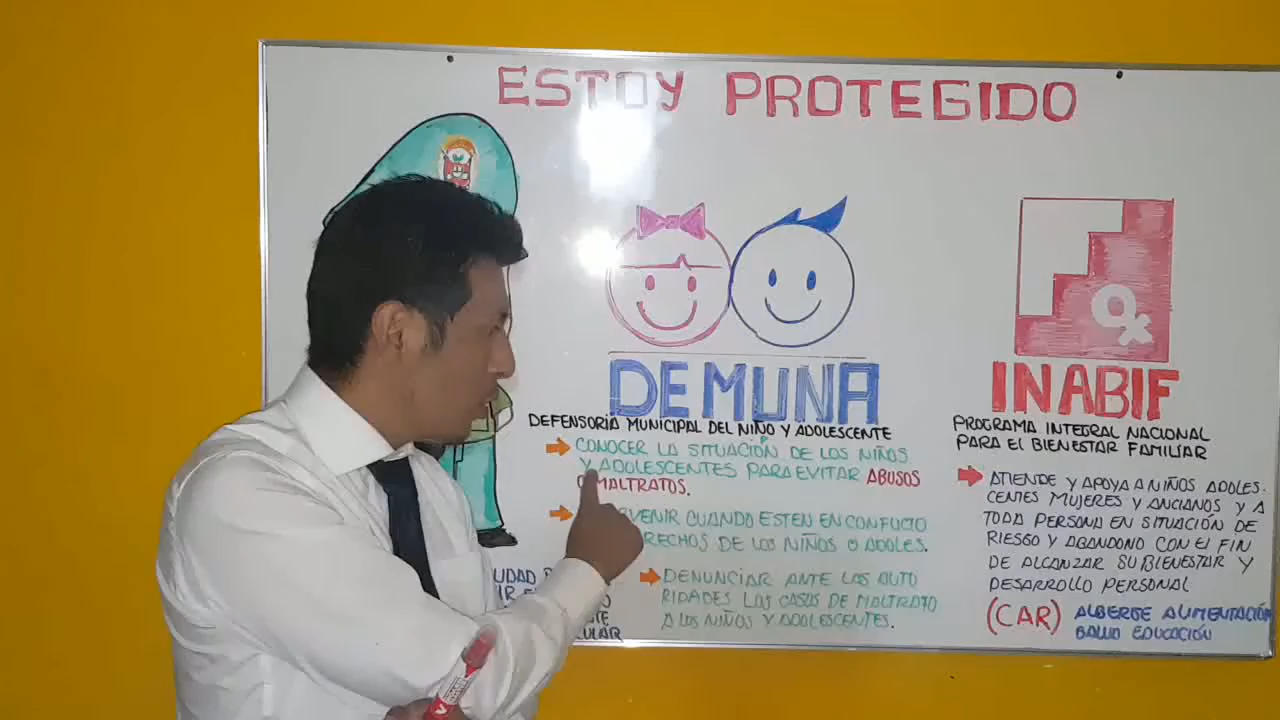 ESTOY PROTEGIDO
DEMUNA
DEFENSORIA MUNICIPAL DEL NIÑO Y ADOLESCENTE
CONOCER LA SITUACIÓN DE LOS NIÑOS
Y ADOLESCENTES PARA EVITAR ABUSOS
O MALTRATOS.
CUANDO ESTEN EN CONFLICTO
DE LOS NIÑOS O ADOLES.
DENUNCIAR ANTE LAS AUTO
RIDADES LOS CASOS DE MALTRATO
A LOS NIÑOS Y ADOLESCENTES.
INABIF
PROGRAMA INTEGRAL NACIONAL
PARA EL BIENESTAR FAMILIAR
ATIENDE Y APOYA A NIÑOS ADOLES.
CENTES MUJERES Y ANCIANOS Y A
TODA PERSONA EN SITUACIÓN DE
RIESGO Y ABANDONO CON EL FIN
DE ALCANZAR SU BIENESTAR Y
DESARROLLO PERSONAL
(CAR) ALBERGE ALIMENTACIÓN
SALUD EDUCACIÓN